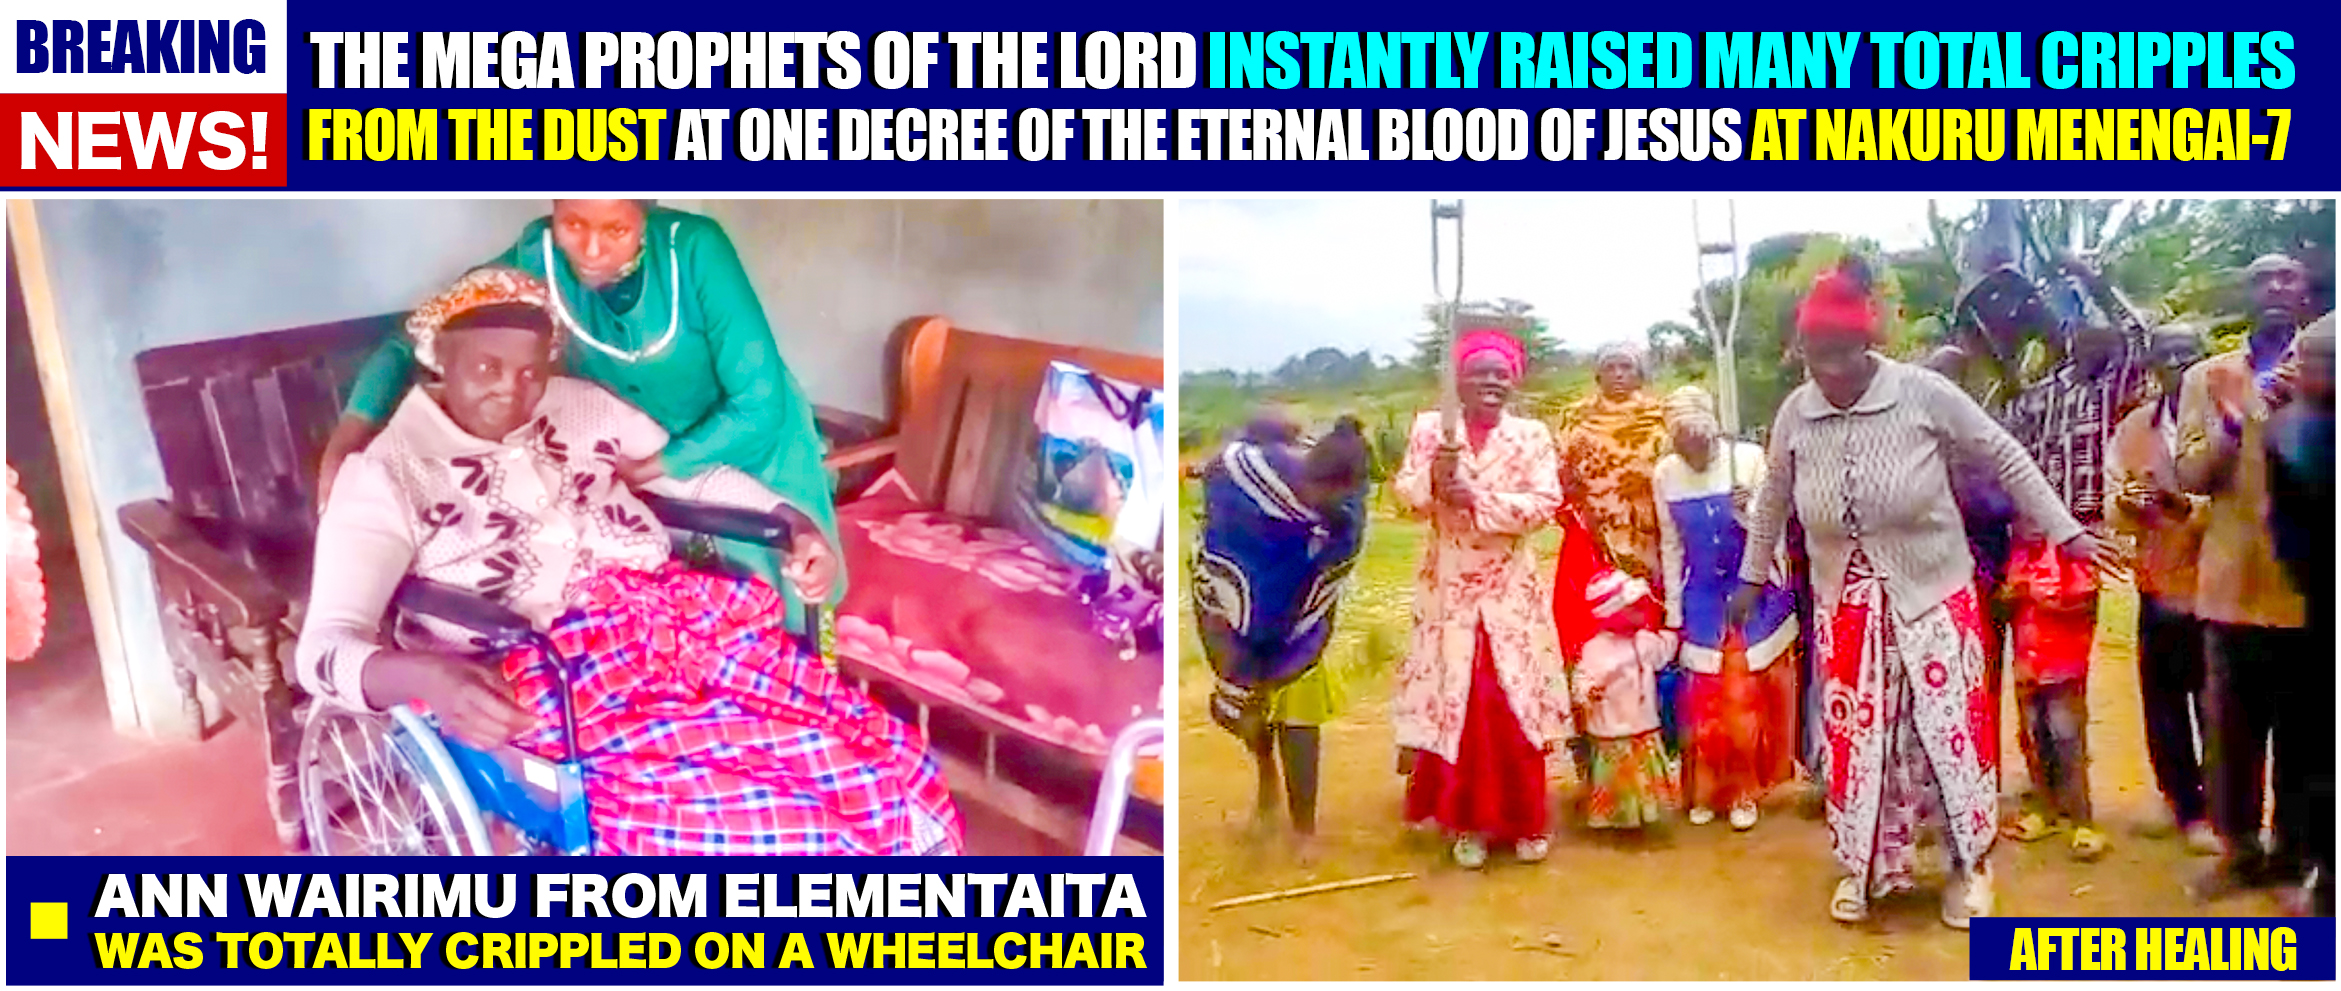 BREAKING
NEWS!
THE MEGA PROPHETS OF THE LORD INSTANTLY RAISED MANY TOTAL CRIPPLES
FROM THE DUST AT ONE DECREE OF THE ETERNAL BLOOD OF JESUS AT NAKURU MENENGAI-7
ANN WAIRIMU FROM ELEMENTAITA
WAS TOTALLY CRIPPLED ON A WHEELCHAIR
AFTER HEALING